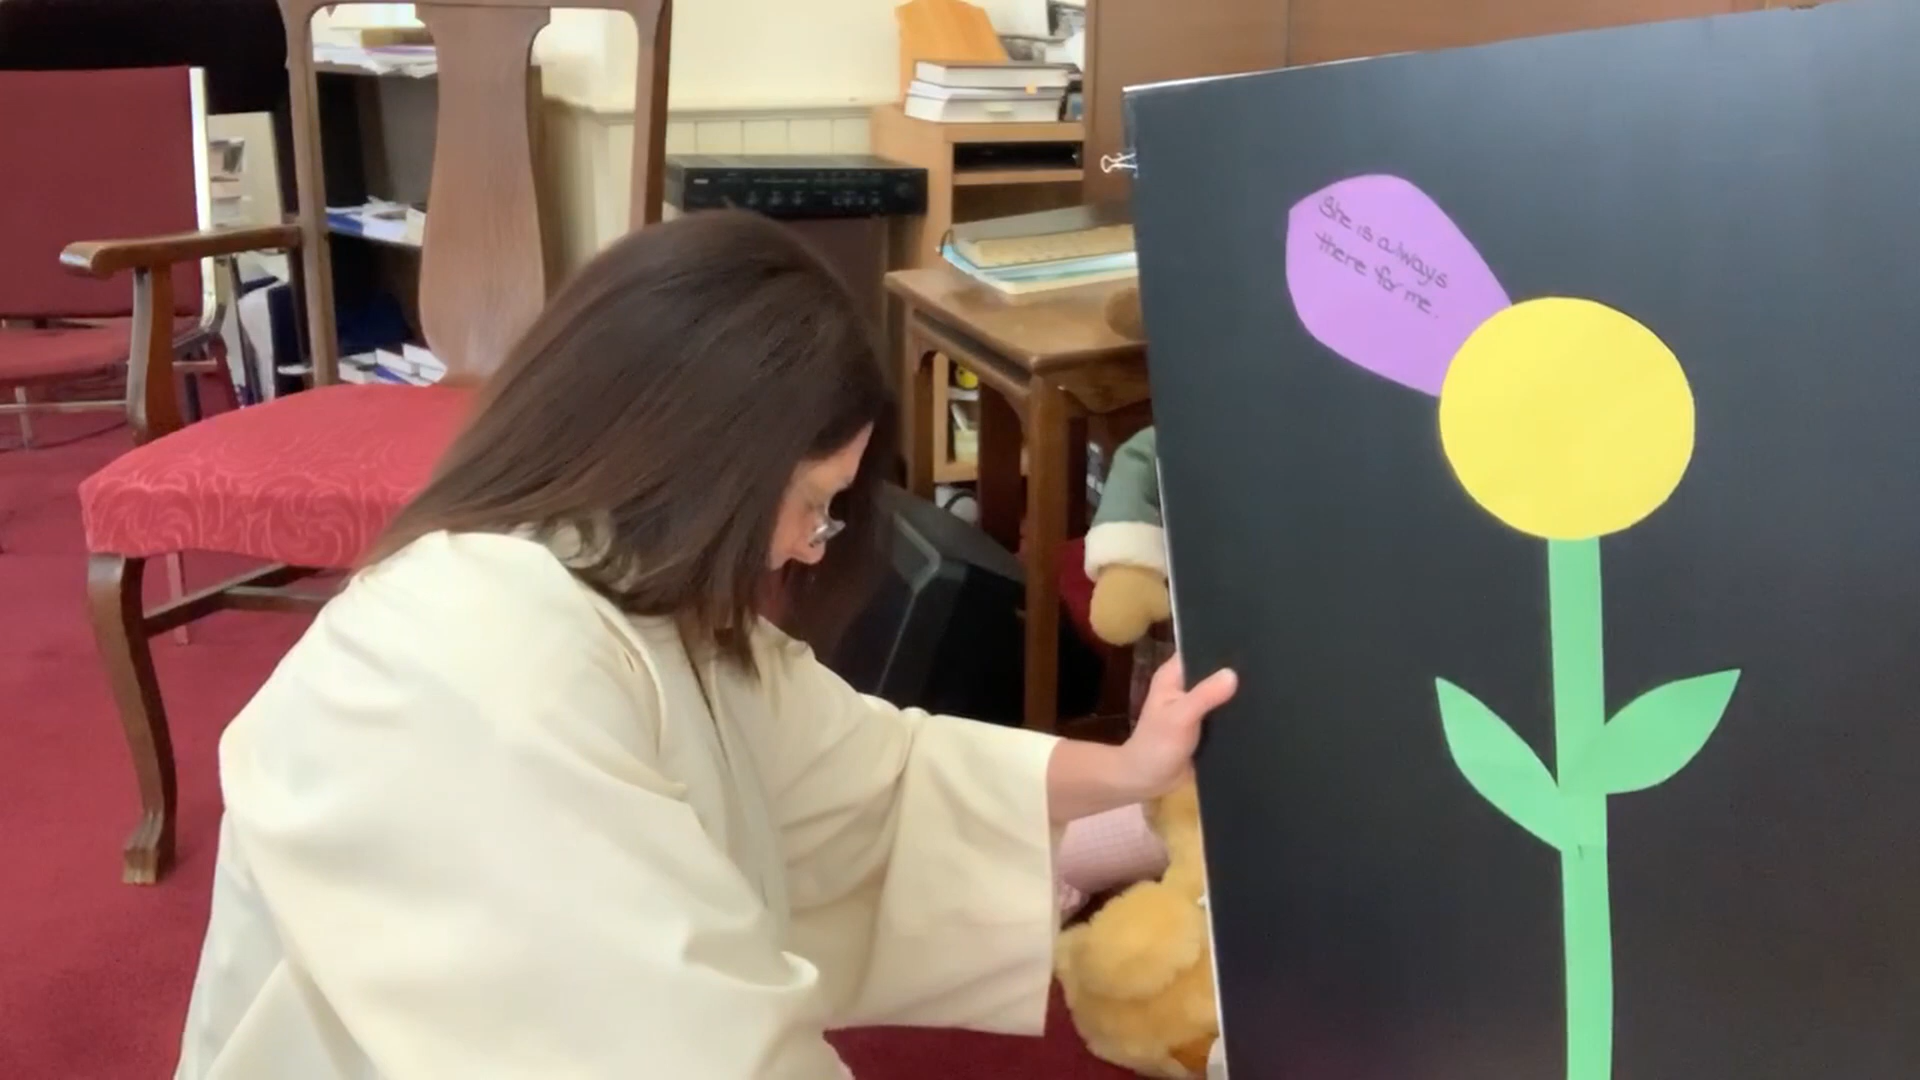 She is always
there for me.